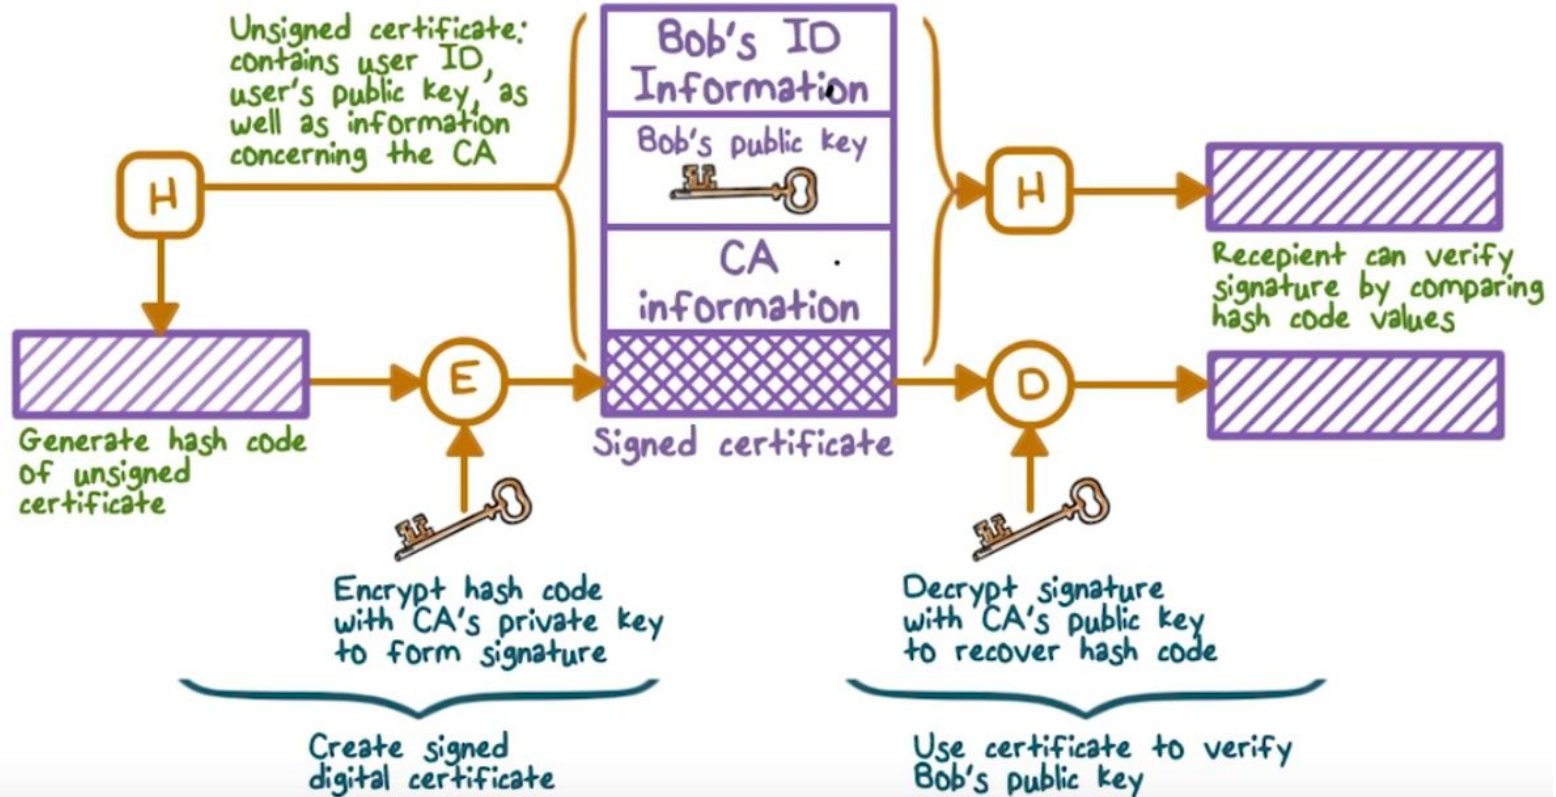 Unsigned certificate:
contains user ID,
user's public key, as
well as information
concerning the CA
H
Generate hash code
of unsigned
certificate
E
Encrypt hash code
with CA's private key
to form signature
Create signed
digital certificate
Bob's ID
Information
Bob's public key
CA
information
Signed certificate
H
Recepient can verify
signature by comparing
hash code values
D
Decrypt signature
with CA's public key
to recover hash code
Use certificate to verify
Bob's public key